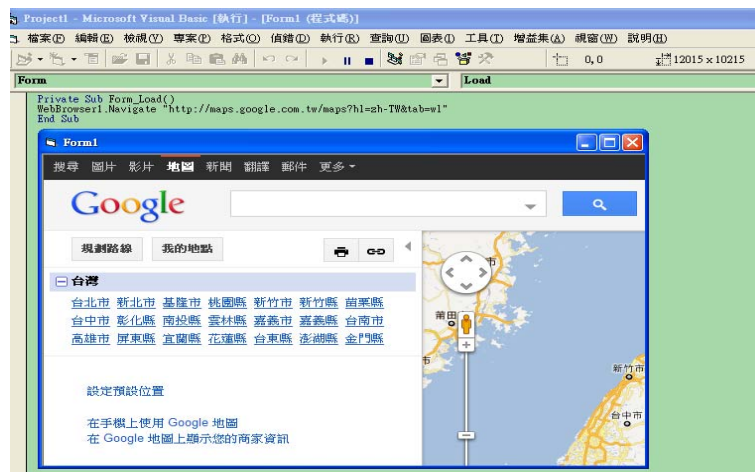 Project1 - Microsoft Visual Basic [執行] - [Form1 (程式碼)]
檔案(F) 編輯(E) 檢視(V) 專案(P) 格式(O) 偵錯(D) 執行(R) 查詢(U) 圖表(I) 工具(T) 增益集(A) 視窗(W) 說明(H)
0,0 12015 x 10215
Form Load
Private Sub Form_Load()
WebBrowser1.Navigate "http://maps.google.com.tw/maps?hl=zh-TW&tab=wl"
End Sub
Form1
搜尋 圖片 影片 地圖 新聞 翻譯 郵件 更多
Google
規劃路線 我的地點
台灣
台北市 新北市 基隆市 桃園縣 新竹市 新竹縣 苗栗縣
台中市 彰化縣 南投縣 雲林縣 嘉義市 嘉義縣 台南市
高雄市 屏東縣 宜蘭縣 花蓮縣 台東縣 澎湖縣 金門縣
設定預設位置
在手機上使用 Google 地圖
在 Google 地圖上顯示您的商家資訊
市
莆田
市
新竹市
台中市